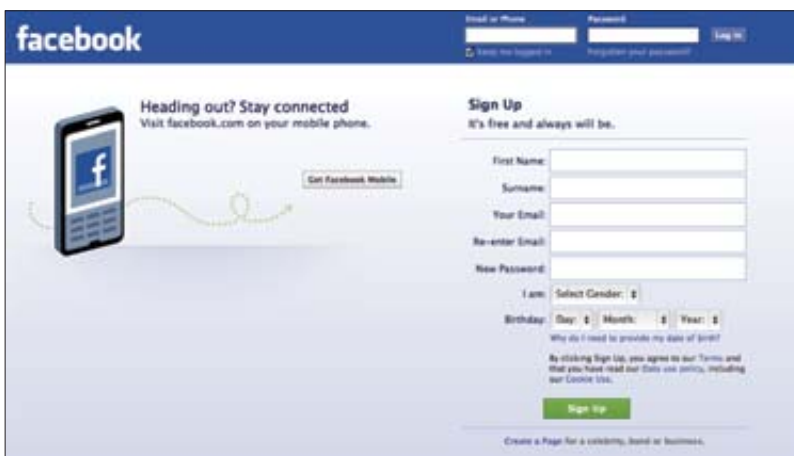 facebook
Email or Phone
Password
Log In
Keep me logged in
Forgotten your password?
Heading out? Stay connected
Visit facebook.com on your mobile phone.
f
Get Facebook Mobile
Sign Up
It's free and always will be.
First Name:
Surname:
Your Email:
Re-enter Email:
New Password:
I am: Select Gender:
Birthday: Day: Month: Year:
Why do I need to provide my date of birth?
By clicking Sign Up, you agree to our Terms and
that you have read our Data use policy, including
our Cookie Use.
Sign Up
Create a Page for a celebrity, band or business.